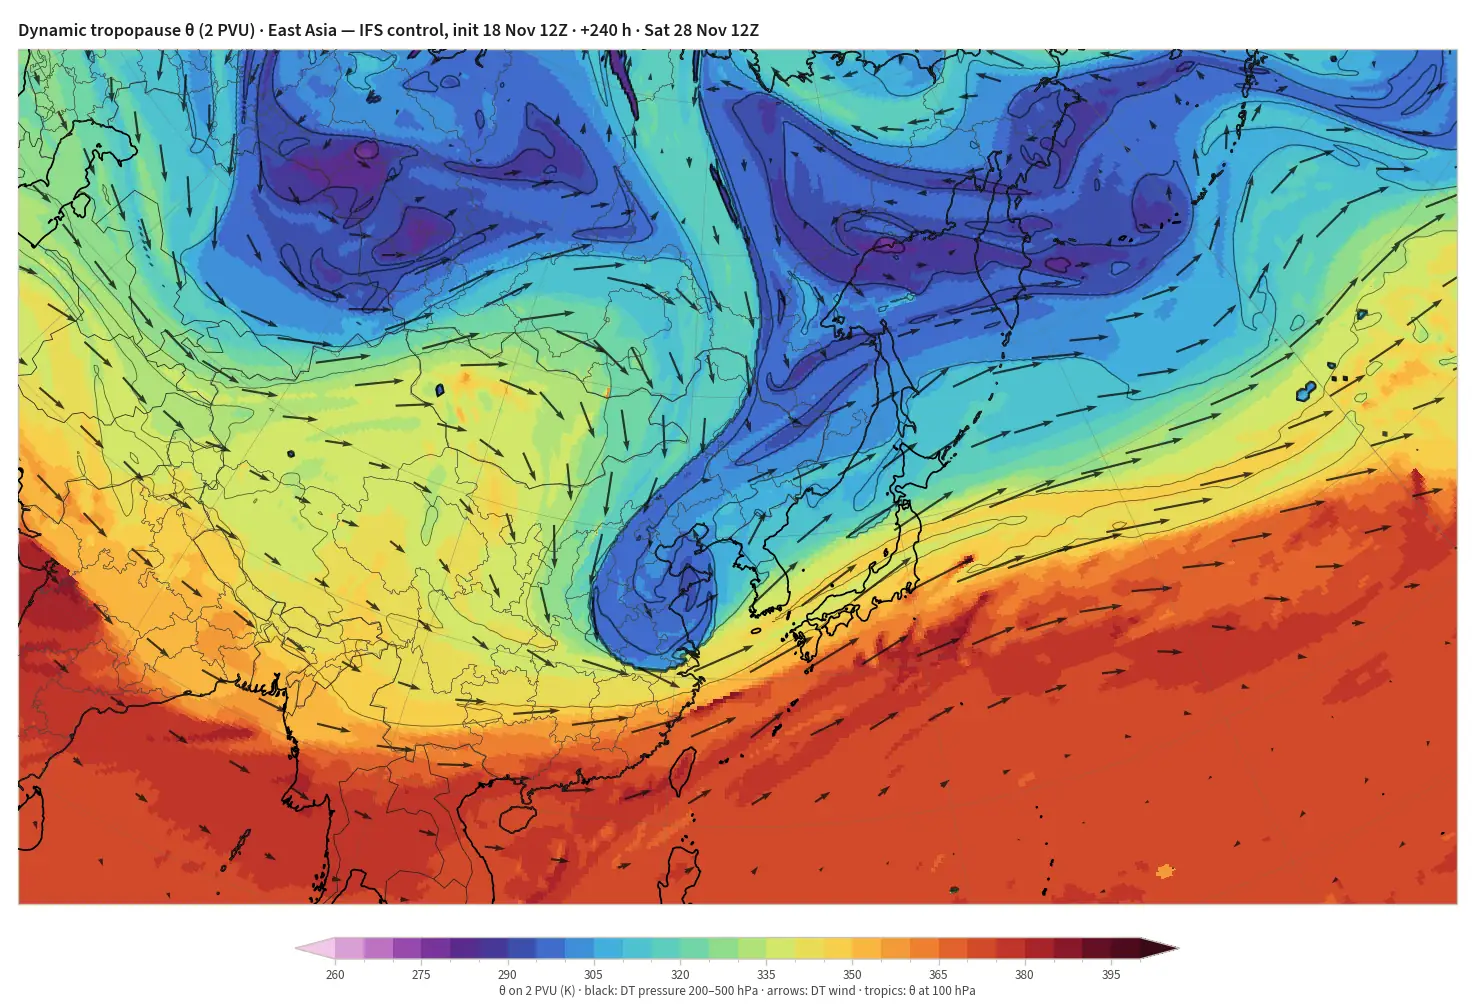 Dynamic tropopause θ (2 PVU) · East Asia — IFS control, init 18 Nov 12Z · +240 h · Sat 28 Nov 12Z
260 275 290 305 320 335 350 365 380 395
θ on 2 PVU (K) · black: DT pressure 200–500 hPa · arrows: DT wind · tropics: θ at 100 hPa